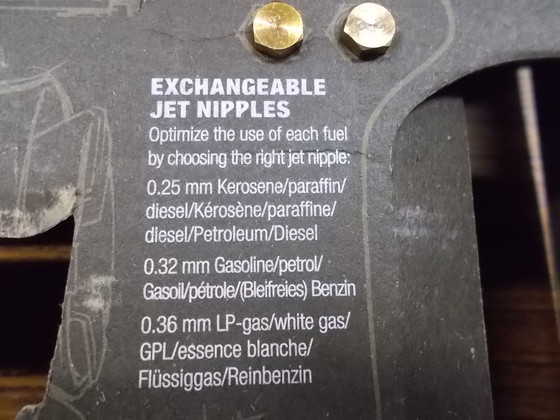 EXCHANGEABLE
JET NIPPLES
Optimize the use of each fuel
by choosing the right jet nipple:
0.25 mm Kerosene/paraffin/
diesel/Kérosène/paraffine/
diesel/Petroleum/Diesel
0.32 mm Gasoline/petrol/
Gasoil/pétrole/(Bleifreies) Benzin
0.36 mm LP-gas/white gas/
GPL/essence blanche/
Flüssiggas/Reinbenzin